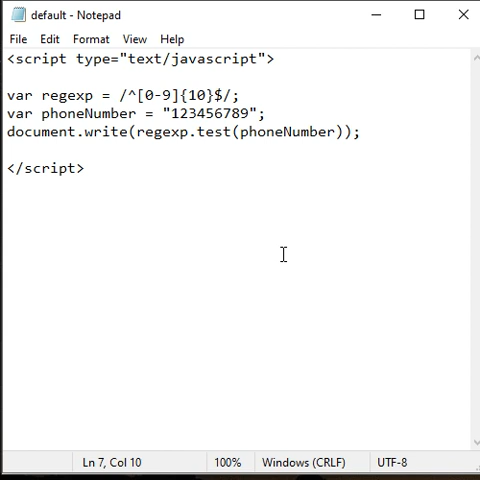 default - Notepad
File Edit Format View Help
<script type="text/javascript">
var regexp = /^[0-9]{10}$/;
var phoneNumber = "123456789";
document.write(regexp.test(phoneNumber));
</script>
Ln 7, Col 10 100% Windows (CRLF) UTF-8